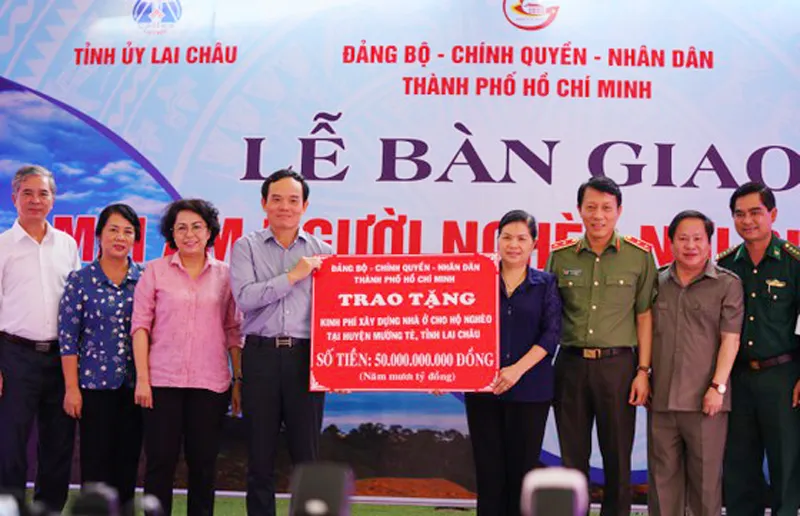 TỈNH ỦY LAI CHÂU
ĐẢNG BỘ - CHÍNH QUYỀN - NHÂN DÂN
THÀNH PHỐ HỒ CHÍ MINH
LỄ BÀN GIAO
NGƯỜI NGHÈO
ĐẢNG BỘ - CHÍNH QUYỀN - NHÂN DÂN
THÀNH PHỐ HỒ CHÍ MINH
TRAO TẶNG
KINH PHÍ XÂY DỰNG NHÀ Ở CHO HỘ NGHÈO
TẠI HUYỆN MƯỜNG TÈ, TỈNH LAI CHÂU
SỐ TIỀN: 50.000.000.000 ĐỒNG
(Năm mươi tỷ đồng)